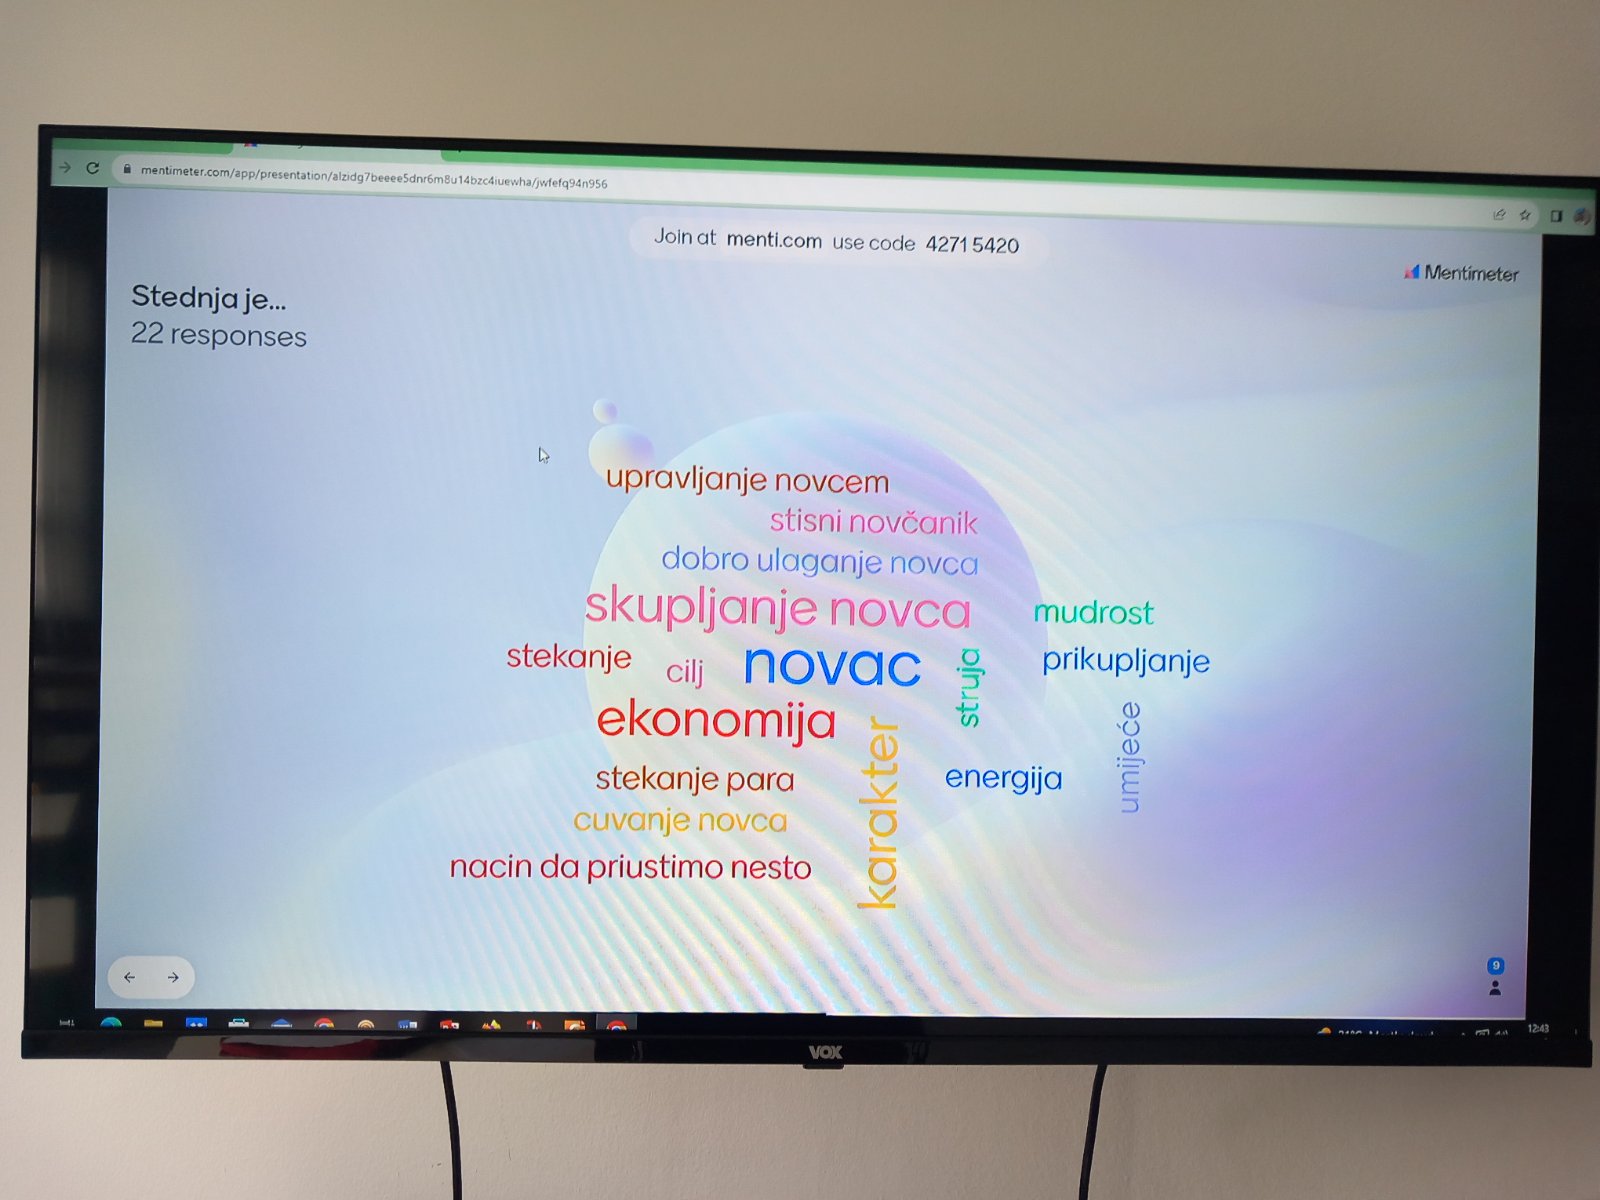 mentimeter.com/app/presentation/alzidg7beeee5dnr6m8u14bzc4iuewha/jwfefq94n956
Join at menti.com use code 4271 5420
Mentimeter
Stednja je...
22 responses
upravljanje novcem
stisni novčanik
dobro ulaganje novca
skupljanje novca
mudrost
stekanje
cilj
novac
struja
prikupljanje
ekonomija
karakter
umijeće
stekanje para
energija
cuvanje novca
nacin da priustimo nesto
9
12:43
VOX